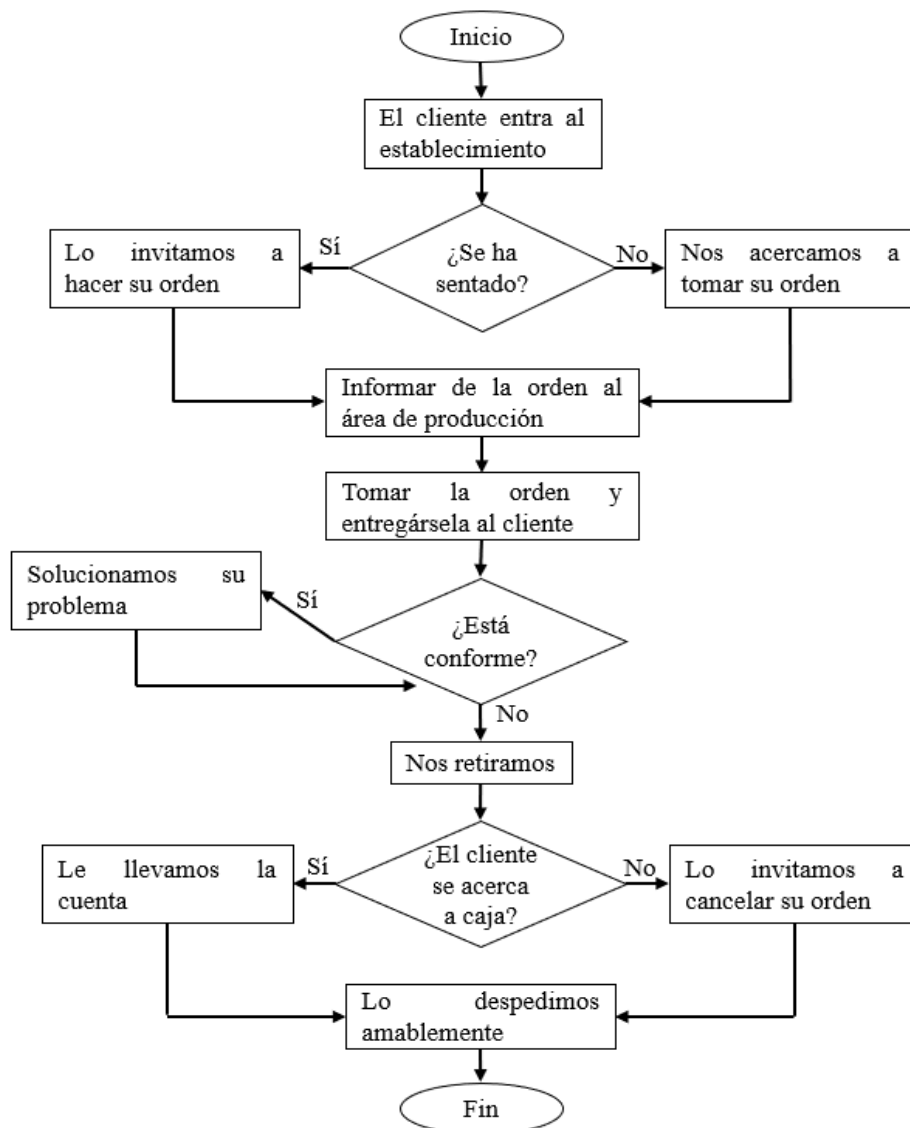 Inicio
El cliente entra al
establecimiento
¿Se ha
sentado?
Sí
No
Lo invitamos a
hacer su orden
Nos acercamos a
tomar su orden
Informar de la orden al
área de producción
Tomar la orden y
entregársela al cliente
Solucionamos su
problema
Sí
¿Está
conforme?
No
Nos retiramos
¿El cliente
se acerca
a caja?
Sí
No
Le llevamos la
cuenta
Lo invitamos a
cancelar su orden
Lo despedimos
amablemente
Fin